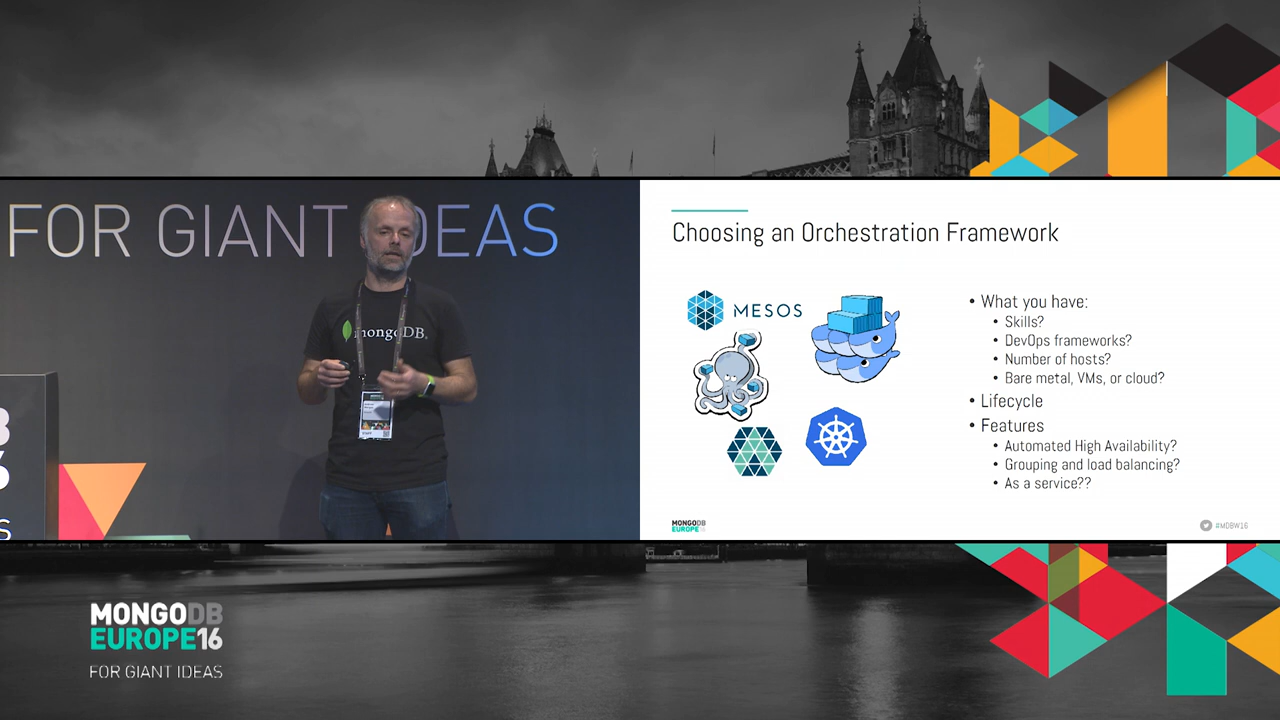 FOR GIANT IDEAS
mongoDB.
S
Choosing an Orchestration Framework
MESOS
• What you have:
• Skills?
• DevOps frameworks?
• Number of hosts?
• Bare metal, VMs, or cloud?
• Lifecycle
• Features
• Automated High Availability?
• Grouping and load balancing?
• As a service??
MONGODB
EUROPE16
#MDBW16
MONGODB
EUROPE16
FOR GIANT IDEAS